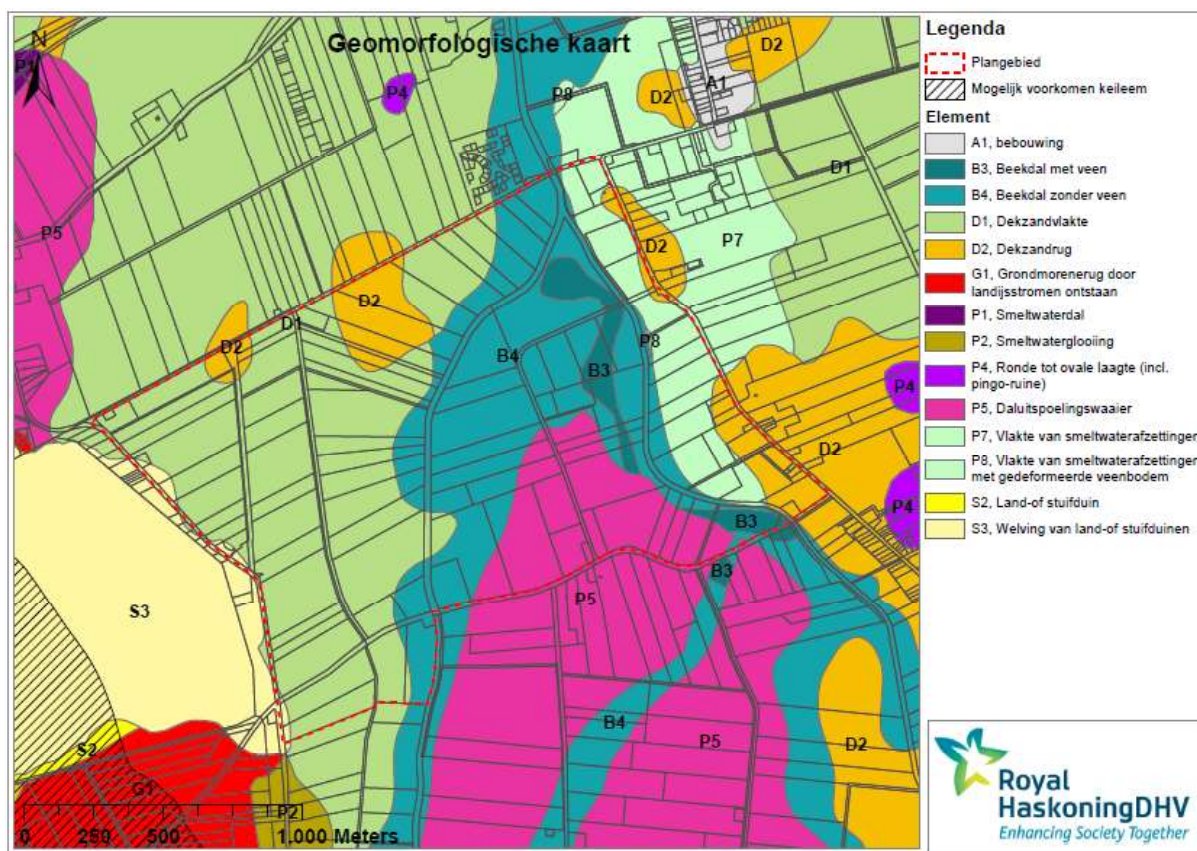 Geomorfologische kaart
N
P1
P4
P8
D2
A1
D2
D1
P5
D2
P7
D2
D1
D2
B4
P8
B3
P4
D2
P4
B3
B3
P5
S3
B4
P5
D2
S2
G1
P2
0 250 500 1.000 Meters
Legenda
Plangebied
Mogelijk voorkomen keileem
Element
A1, bebouwing
B3, Beekdal met veen
B4, Beekdal zonder veen
D1, Dekzandvlakte
D2, Dekzandrug
G1, Grondmorenerug door
landijsstromen ontstaan
P1, Smeltwaterdal
P2, Smeltwaterglooiing
P4, Ronde tot ovale laagte (incl.
pingo-ruine)
P5, Daluitspoelingswaaier
P7, Vlakte van smeltwaterafzettingen
P8, Vlakte van smeltwaterafzettingen
met gedeformeerde veenbodem
S2, Land-of stuifduin
S3, Welving van land-of stuifduinen
Royal
HaskoningDHV
Enhancing Society Together